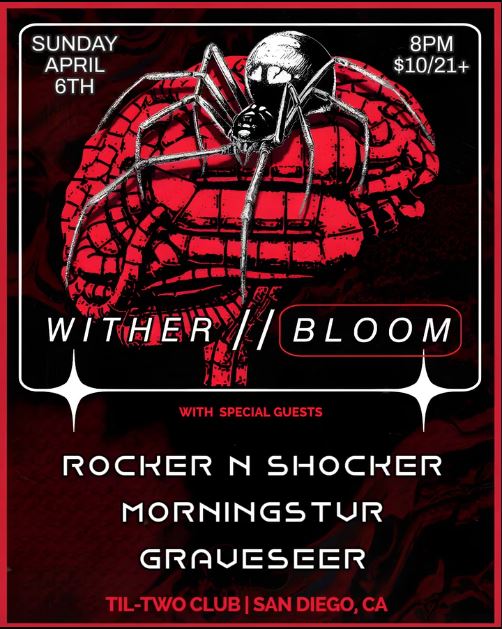 SUNDAY
APRIL
6TH
8PM
$10/21+
WITHER // BLOOM
WITH SPECIAL GUESTS
ROCKER N SHOCKER
MORNINGSTVR
GRAVESEER
TIL-TWO CLUB | SAN DIEGO, CA